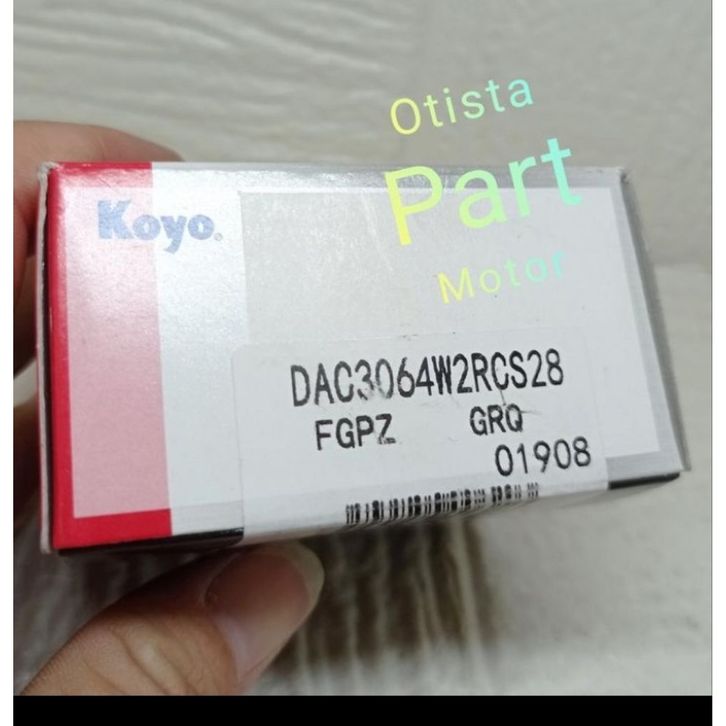 Otista
Part
Motor
Koyo®
DAC3064W2RCS28
FGPZ GRQ
01908